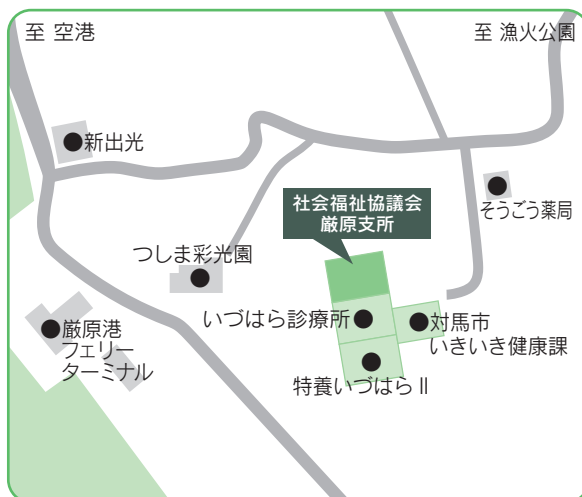 至 空港
至 漁火公園
新出光
そうごう薬局
社会福祉協議会
厳原支所
つしま彩光園
いづはら診療所
対馬市
いきいき健康課
厳原港
フェリー
ターミナル
特養いづはらⅡ